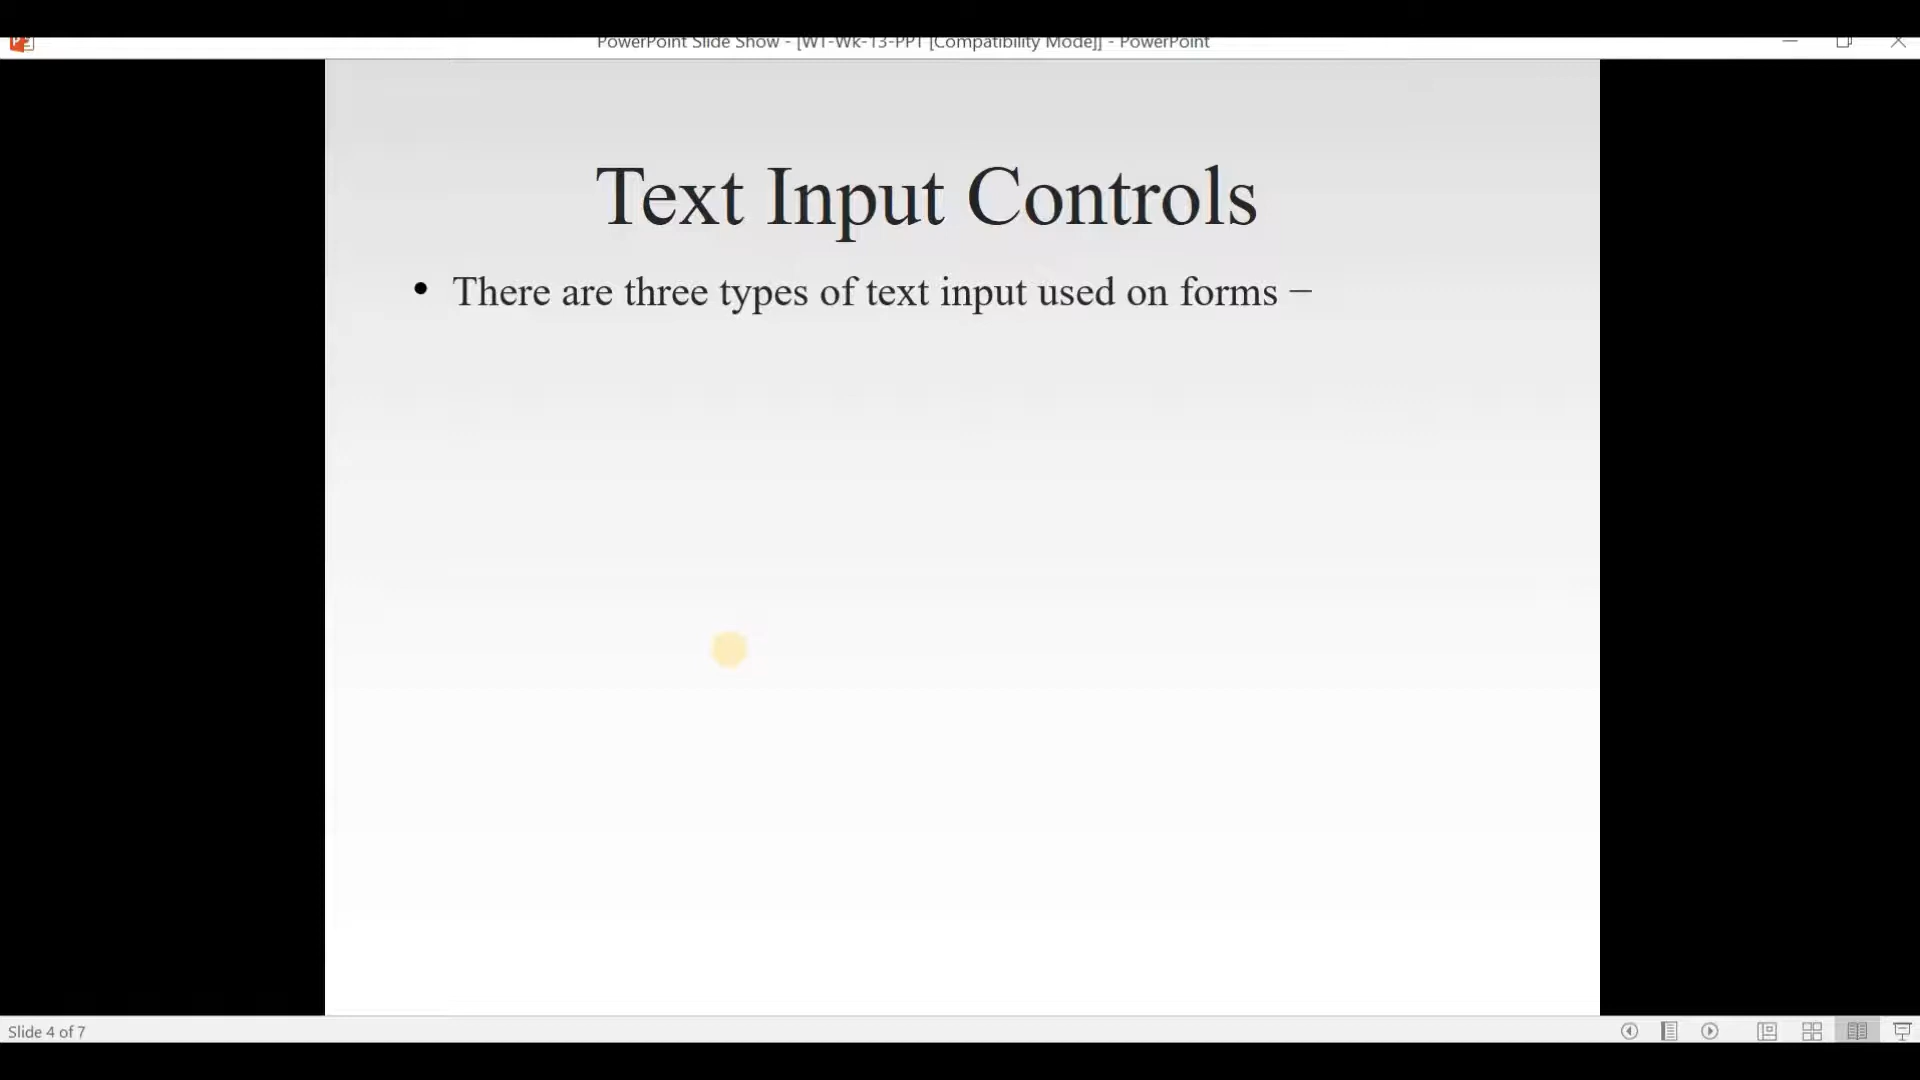 PowerPoint Slide Show - [WT-Wk-13-PPT [Compatibility Mode]] - PowerPoint
Text Input Controls
• There are three types of text input used on forms −
Slide 4 of 7